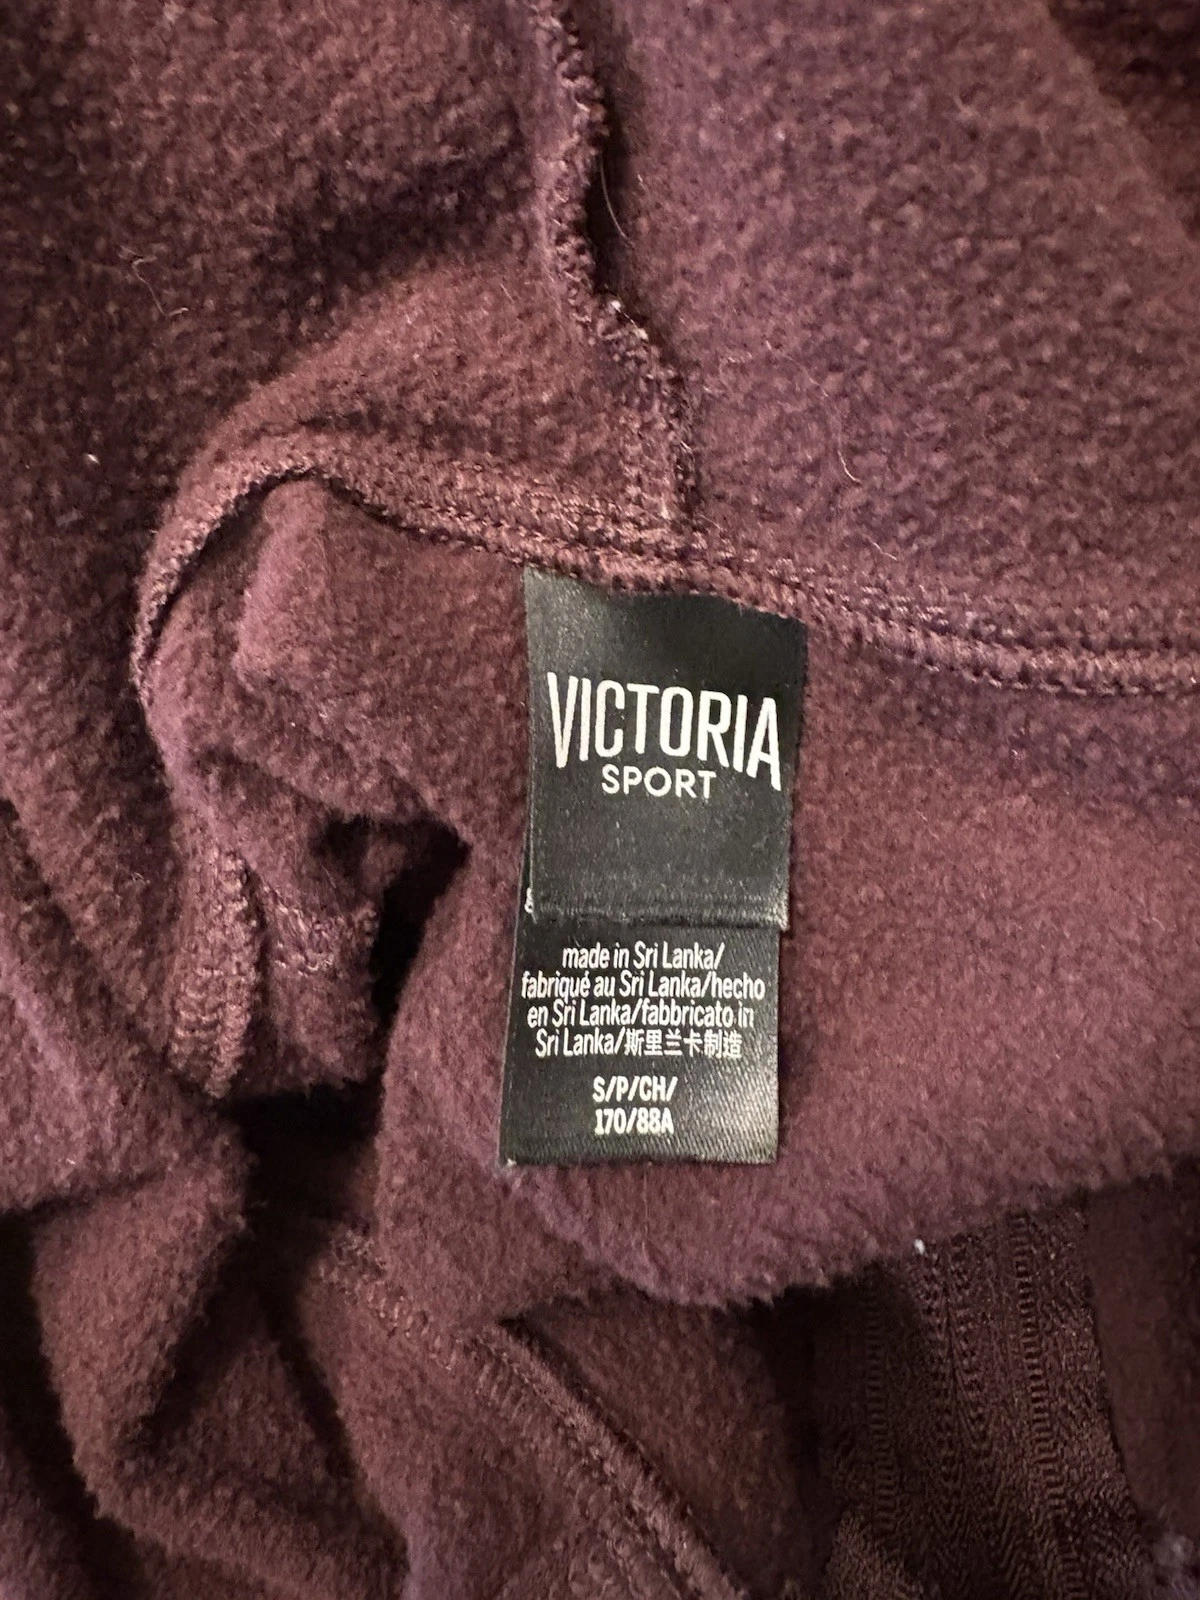 VICTORIA
SPORT
made in Sri Lanka/
fabriqué au Sri Lanka/hecho
en Sri Lanka/fabbricato in
Sri Lanka/斯里兰卡制造
S/P/CH/
170/88A